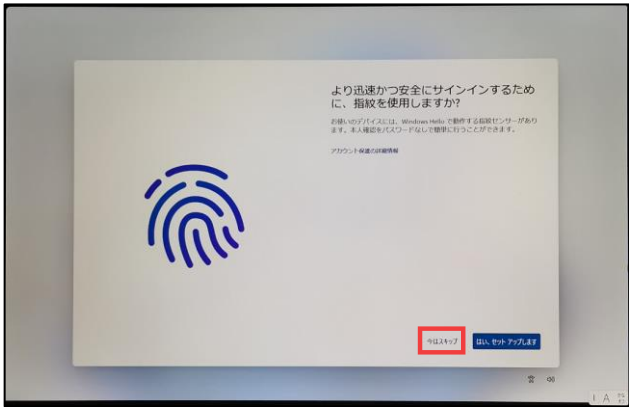 より迅速かつ安全にサインインするため
に、指紋を使用しますか?
お使いのデバイスには、Windows Hello で動作する指紋センサーがあり
ます。本人確認をパスワードなしで簡単に行うことができます。
アカウント保護の詳細情報
今はスキップ
はい、セットアップします
A